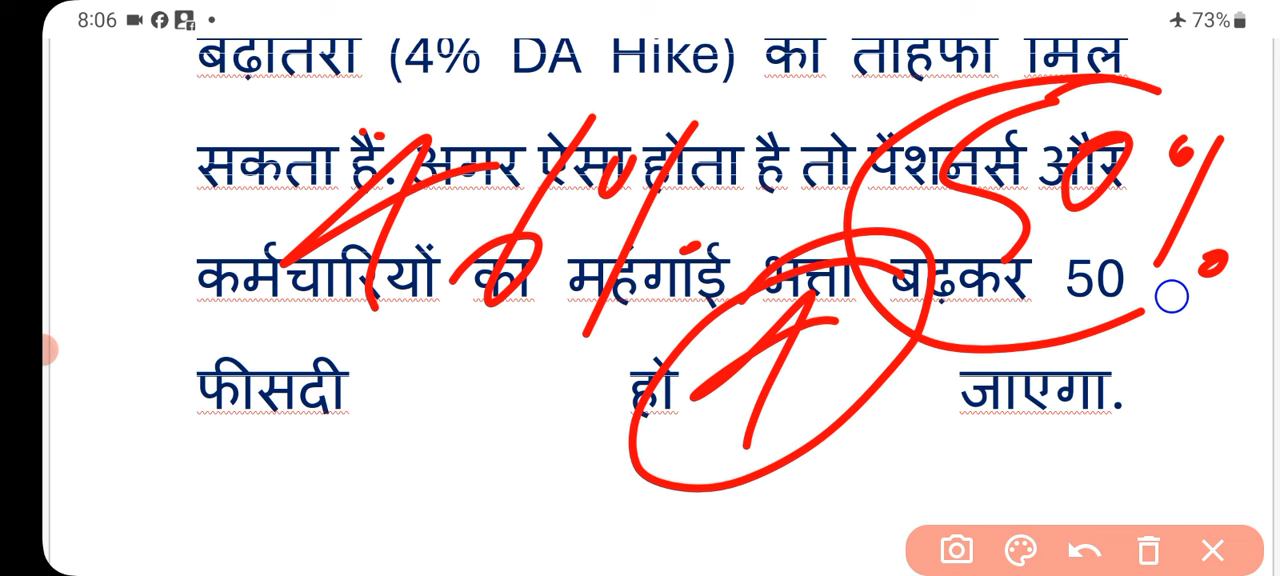 8:06 73%
बढ़ोतरी (4% DA Hike) का तोहफा मिल
सकता है. अगर ऐसा होता है तो पेंशनर्स और
कर्मचारियों का महंगाई भत्ता बढ़कर 50
फीसदी हो जाएगा.
46% 50%
4